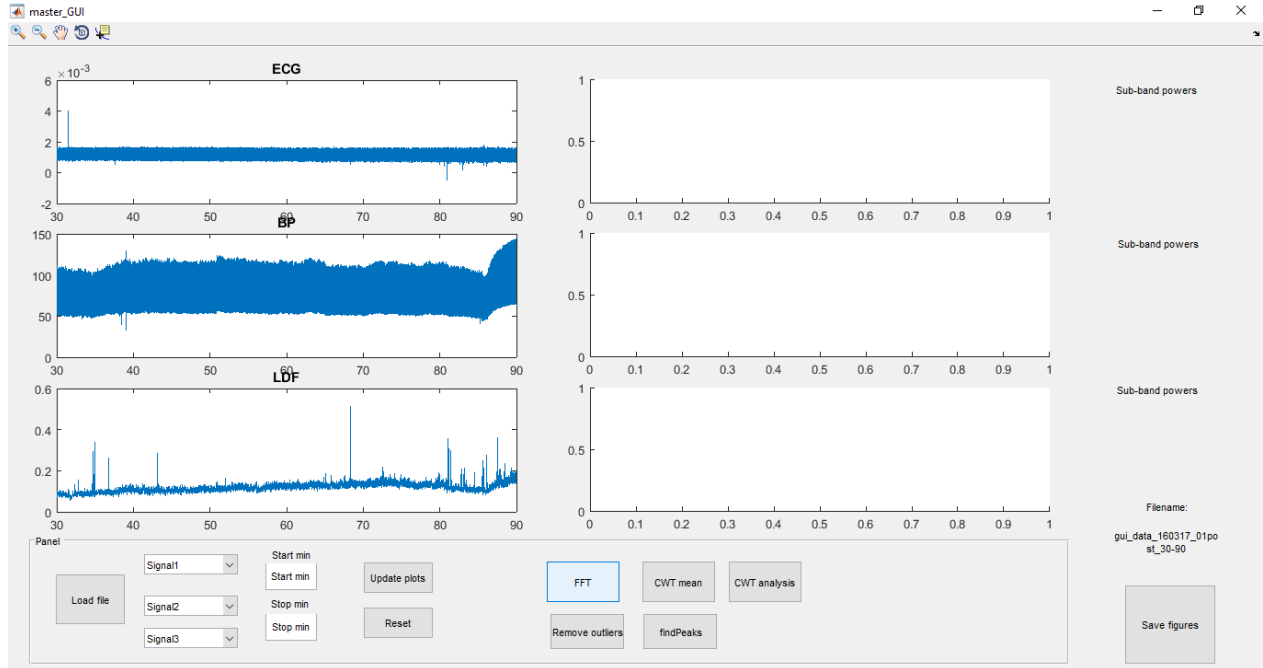 master_GUI
ECG
× 10-3
6
4
2
0
-2
30 40 50 60 70 80 90
1
0.5
0
0 0.1 0.2 0.3 0.4 0.5 0.6 0.7 0.8 0.9 1
Sub-band powers
BP
150
100
50
0
30 40 50 60 70 80 90
1
0.5
0
0 0.1 0.2 0.3 0.4 0.5 0.6 0.7 0.8 0.9 1
Sub-band powers
LDF
0.6
0.4
0.2
0
30 40 50 60 70 80 90
1
0.5
0
0 0.1 0.2 0.3 0.4 0.5 0.6 0.7 0.8 0.9 1
Sub-band powers
Filename:
gui_data_160317_01po
st_30-90
Panel
Load file
Signal1
Signal2
Signal3
Start min
Start min
Stop min
Stop min
Update plots
Reset
FFT
CWT mean
CWT analysis
Remove outliers
findPeaks
Save figures